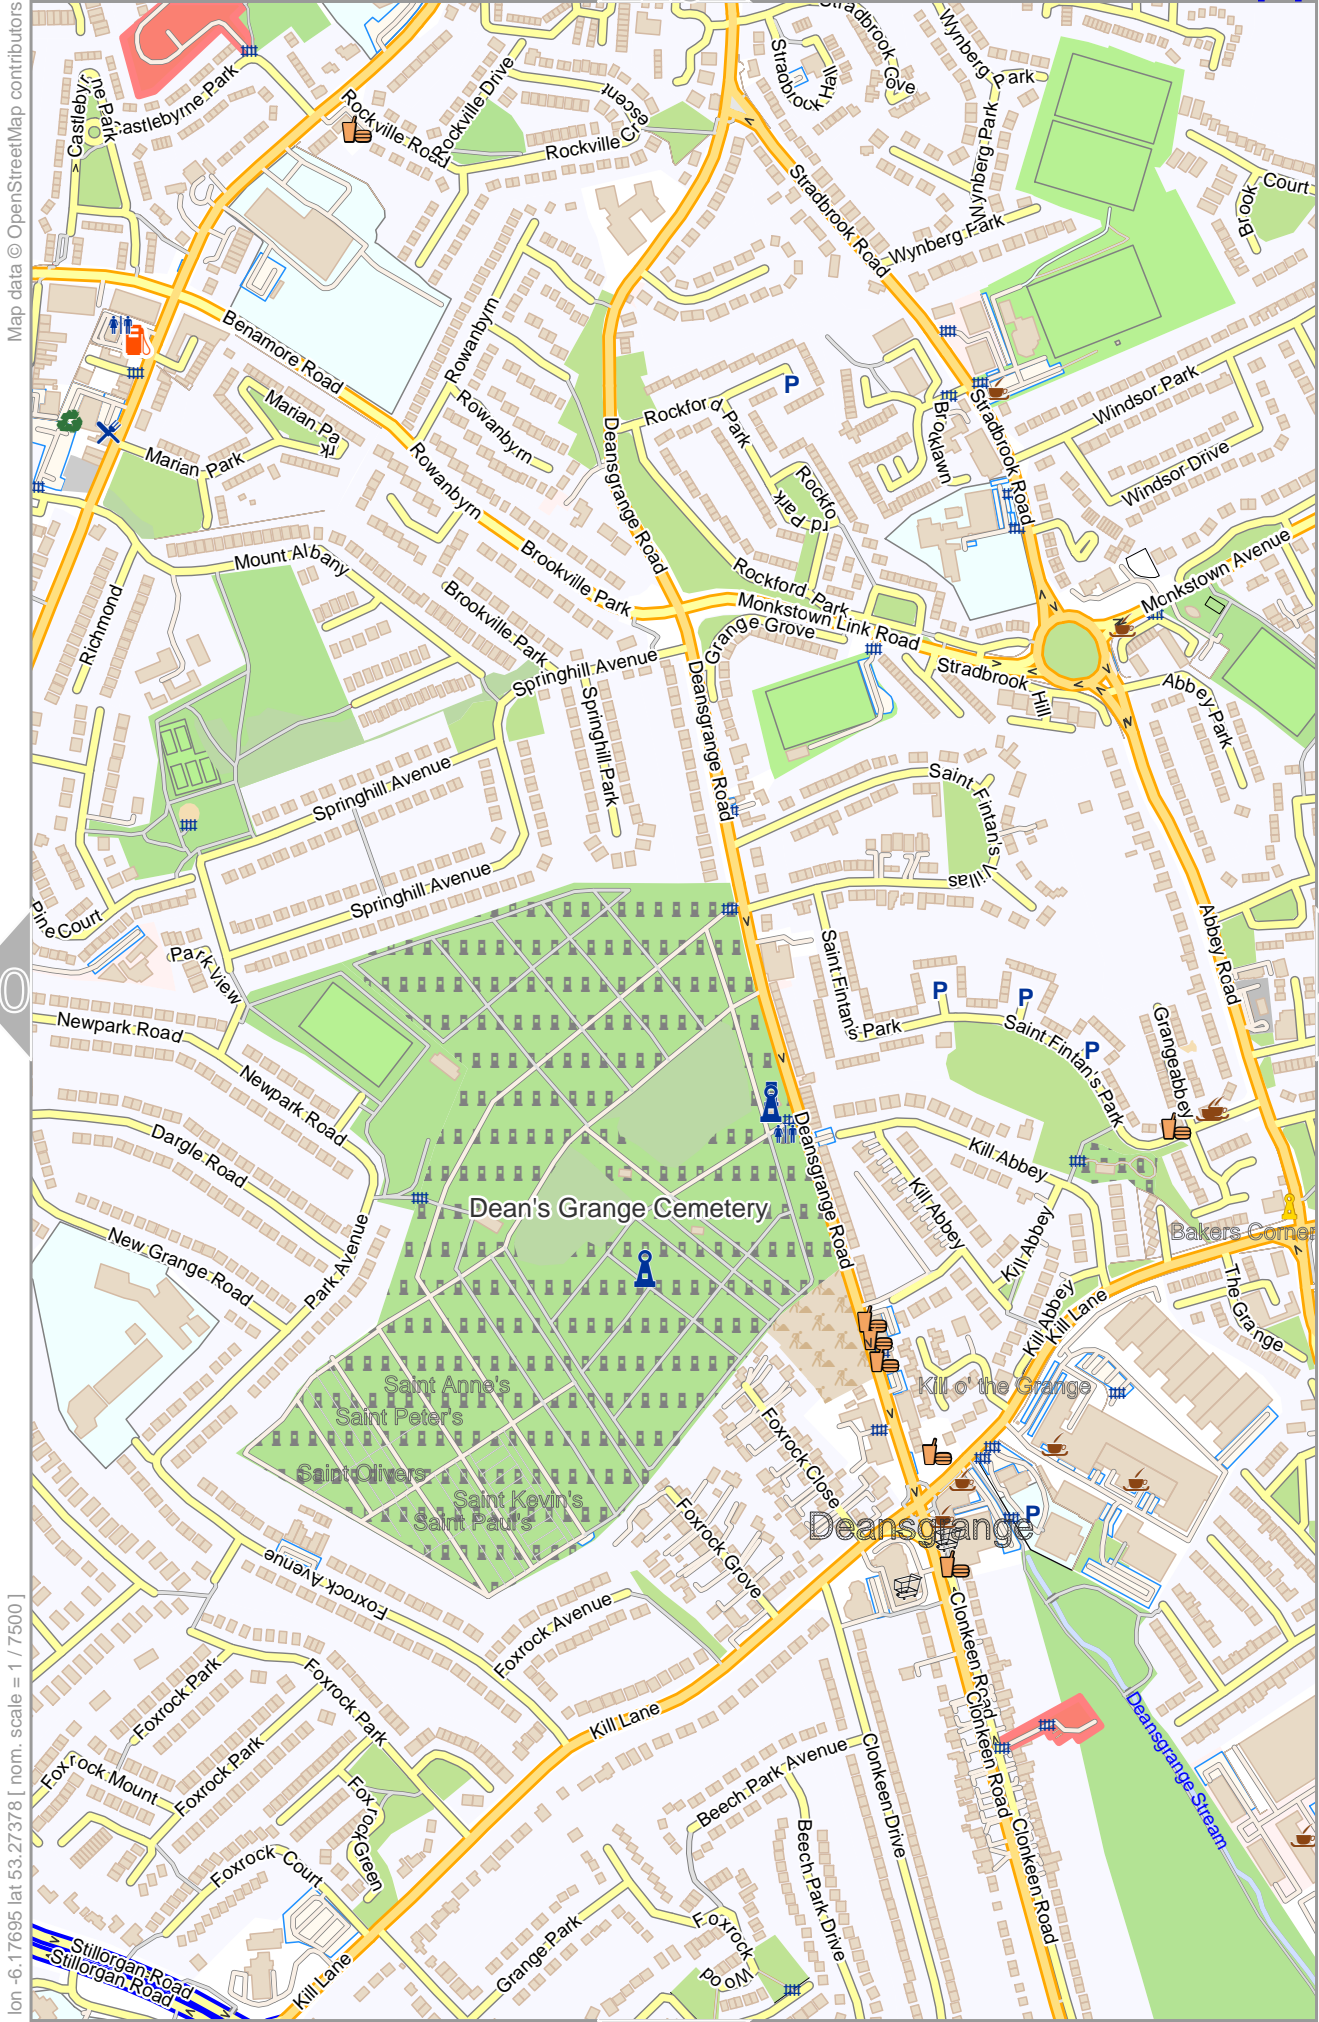 Map data © OpenStreetMap contributors
lon -6.17695 lat 53.27378 [ nom. scale = 1 / 7500 ]
0
Castlebyrne Park
Castlebyrne Park
Rockville Road
Rockville Drive
Rockville Crescent
Stradbrook Hall
Stradbrook Cove
Wynberg Park
Wynberg Park
Wynberg Park
Stradbrook Road
Brook
Court
Benamore Road
Rowanbyrn
Rowanbyrn
Rowanbyrn
Marian Park
Marian Park
Rockford Park
Rockford Park
Rockford Park
Brooklawn
Stradbrook Road
Windsor Park
Windsor Drive
Monkstown Avenue
Deansgrange Road
Mount Albany
Richmond
Brookville Park
Brookville Park
Monkstown Link Road
Grange Grove
Stradbrook Hill
Abbey Park
Springhill Avenue
Springhill Park
Deansgrange Road
Springhill Avenue
Springhill Avenue
Saint Fintan's Villas
Pine Court
Park View
Abbey Road
Saint Fintans Park
Saint Fintan's Park
Grangeabbey
P
P
P
P
P
Newpark Road
Newpark Road
Dargle Road
New Grange Road
Park Avenue
Deansgrange Road
Kill Abbey
Kill Abbey
Kill Abbey
Kill Abbey
Kill Lane
Bakers Corner
The Grange
Dean's Grange Cemetery
Saint Anne's
Saint Peter's
Saint Olivers
Saint Kevin's
Saint Paul's
Kill o' the Grange
Foxrock Close
Foxrock Grove
Deansgrange
Foxrock Avenue
Foxrock Avenue
Foxrock Park
Foxrock Park
Foxrock Park
Foxrock Mount
Foxrock Green
Foxrock Court
Kill Lane
Clonkeen Road
Clonkeen Road
Clonkeen Road
Clonkeen Drive
Beech Park Avenue
Beech Park Drive
Deansgrange Stream
Grange Park
Foxrock Wood
Kill Lane
Stillorgan Road
Stillorgan Road